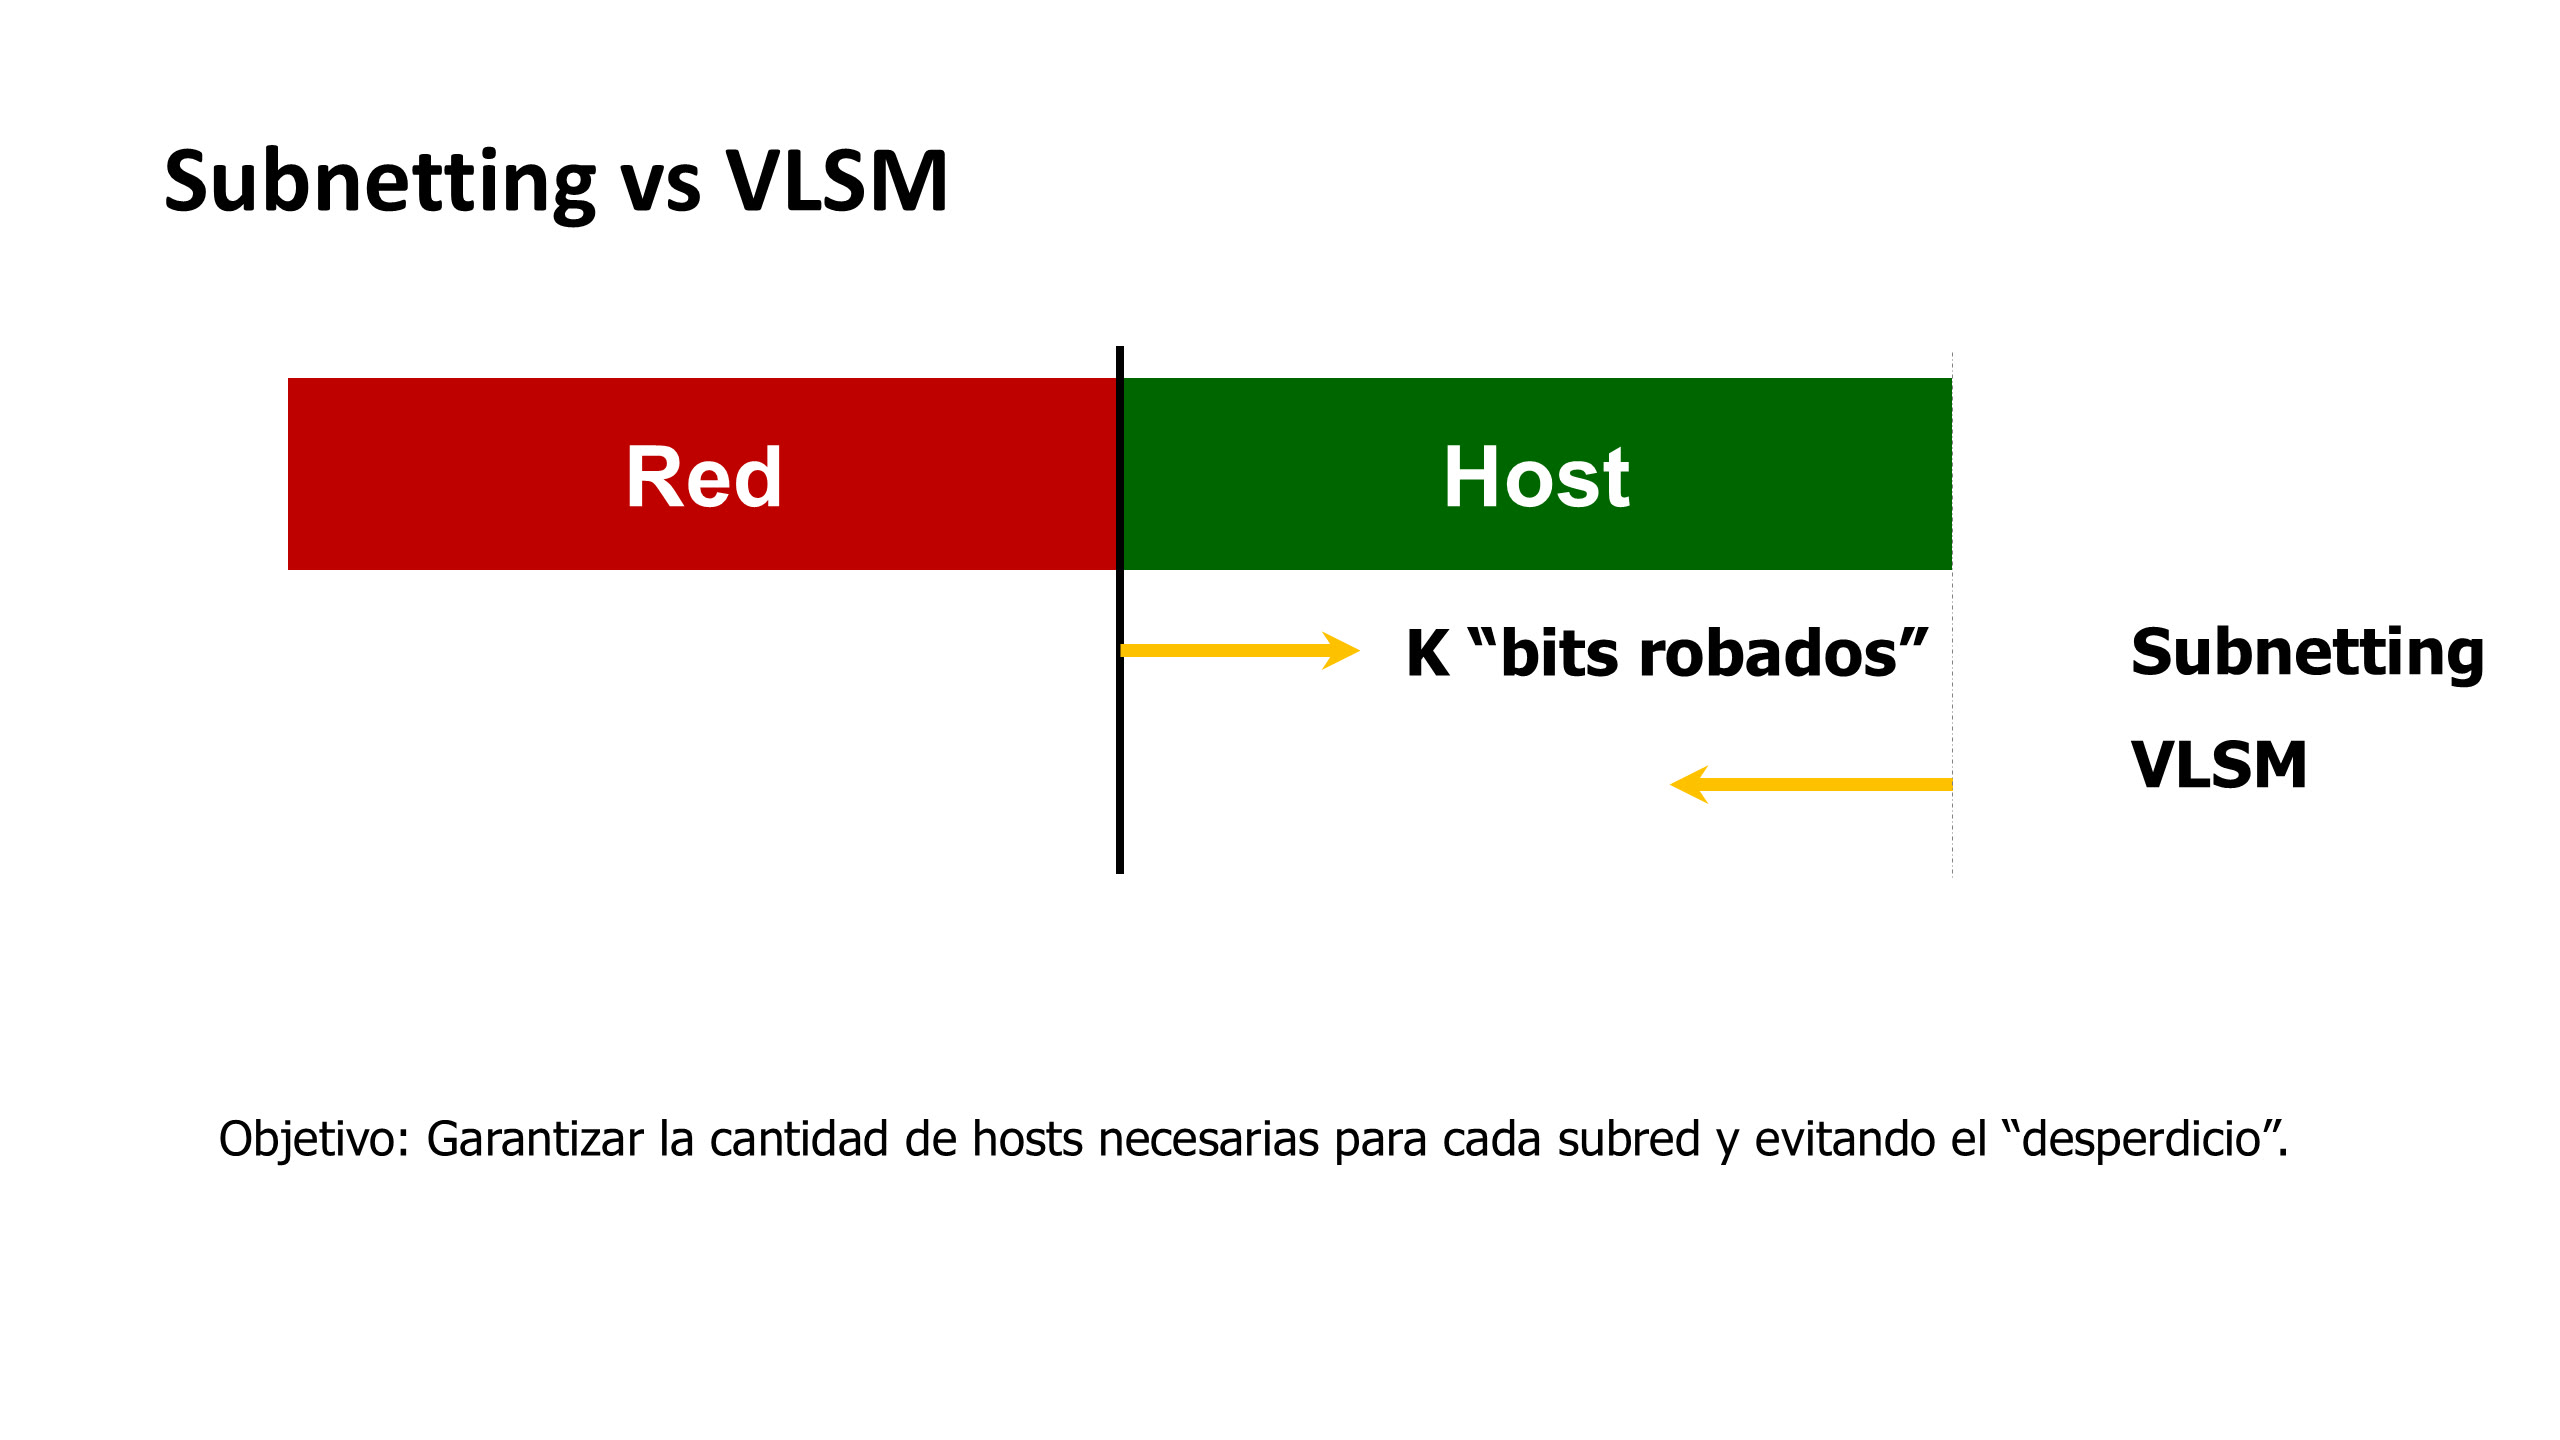 Subnetting vs VLSM
Red
Host
K “bits robados”
Subnetting
VLSM
Objetivo: Garantizar la cantidad de hosts necesarias para cada subred y evitando el “desperdicio”.